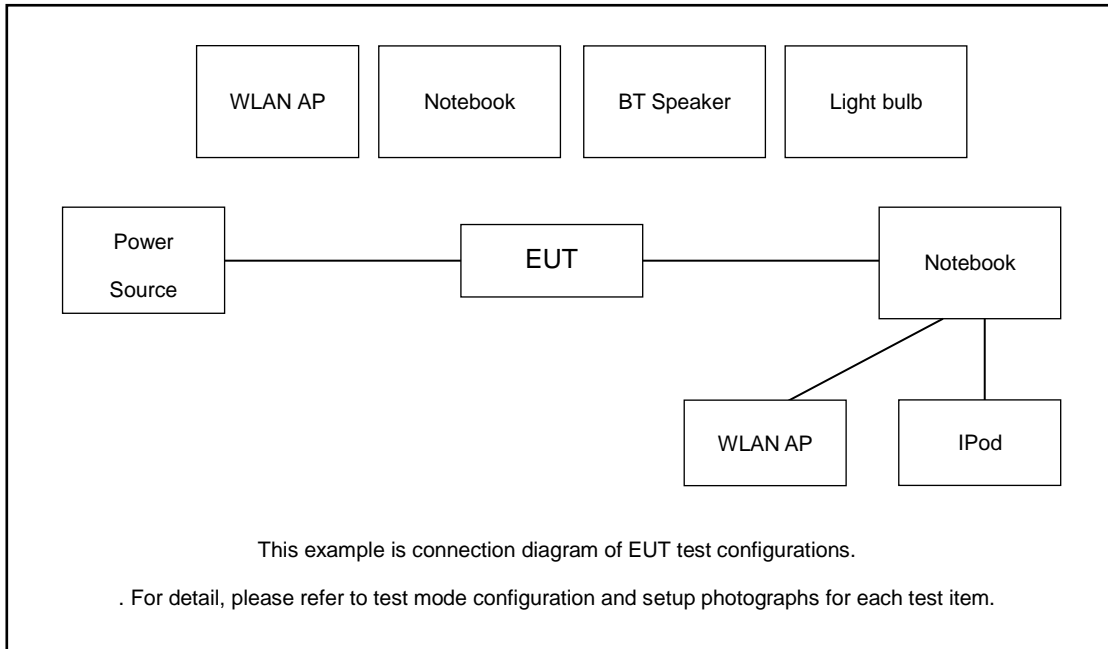 WLAN AP
Notebook
BT Speaker
Light bulb
Power
Source
EUT
Notebook
WLAN AP
IPod
This example is connection diagram of EUT test configurations.
. For detail, please refer to test mode configuration and setup photographs for each test item.